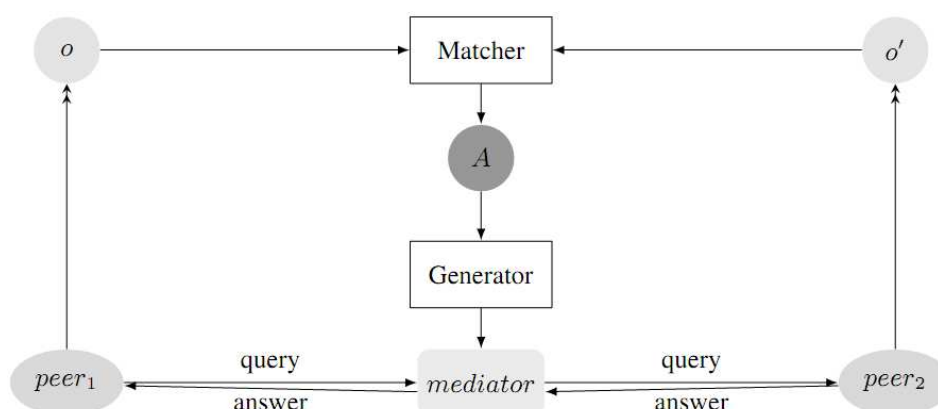 o
Matcher
o′
A
Generator
query
query
peer₁
mediator
peer₂
answer
answer